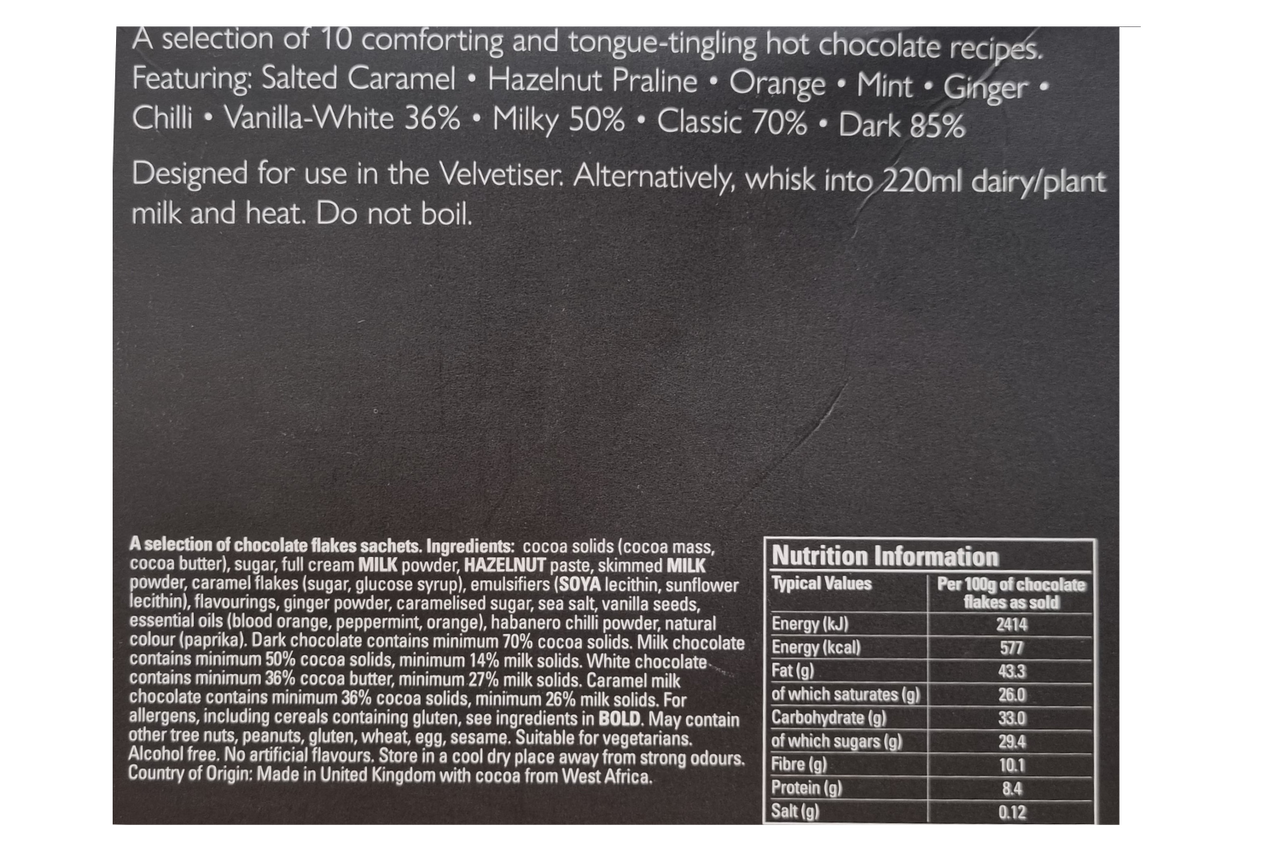 A selection of 10 comforting and tongue-tingling hot chocolate recipes.
Featuring: Salted Caramel • Hazelnut Praline • Orange • Mint • Ginger •
Chilli • Vanilla-White 36% • Milky 50% • Classic 70% • Dark 85%
Designed for use in the Velvetiser. Alternatively, whisk into 220ml dairy/plant
milk and heat. Do not boil.
A selection of chocolate flakes sachets. Ingredients: cocoa solids (cocoa mass,
cocoa butter), sugar, full cream MILK powder, HAZELNUT paste, skimmed MILK
powder, caramel flakes (sugar, glucose syrup), emulsifiers (SOYA lecithin, sunflower
lecithin), flavourings, ginger powder, caramelised sugar, sea salt, vanilla seeds,
essential oils (blood orange, peppermint, orange), habanero chilli powder, natural
colour (paprika). Dark chocolate contains minimum 70% cocoa solids. Milk chocolate
contains minimum 50% cocoa solids, minimum 14% milk solids. White chocolate
contains minimum 36% cocoa butter, minimum 27% milk solids. Caramel milk
chocolate contains minimum 36% cocoa solids, minimum 26% milk solids. For
allergens, including cereals containing gluten, see ingredients in BOLD. May contain
other tree nuts, peanuts, gluten, wheat, egg, sesame. Suitable for vegetarians.
Alcohol free. No artificial flavours. Store in a cool dry place away from strong odours.
Country of Origin: Made in United Kingdom with cocoa from West Africa.
Nutrition Information
Typical Values Per 100g of chocolate
flakes as sold
Energy (kJ) 2414
Energy (kcal) 577
Fat (g) 43.3
of which saturates (g) 26.0
Carbohydrate (g) 33.0
of which sugars (g) 29.4
Fibre (g) 10.1
Protein (g) 8.4
Salt (g) 0.12